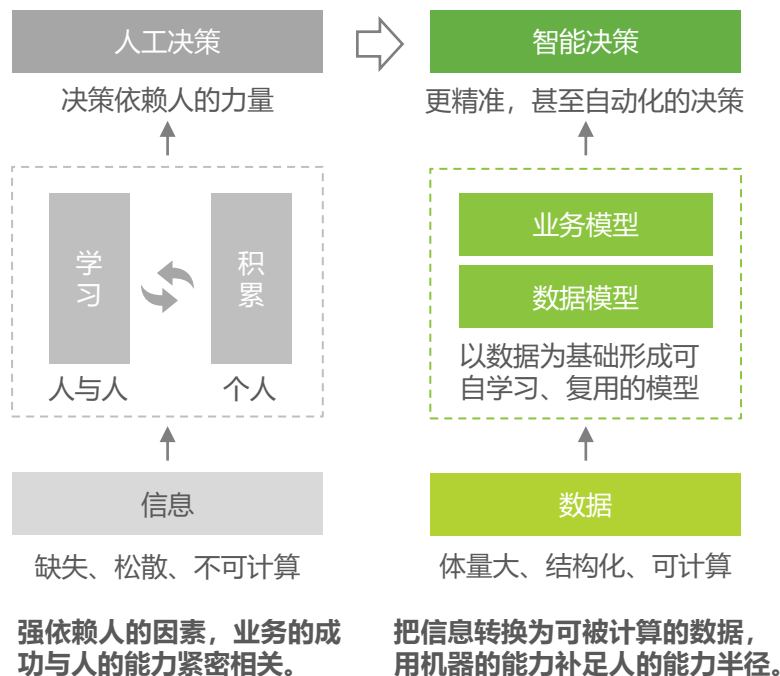 人工决策
决策依赖人的力量
学习
积累
人与人
个人
信息
缺失、松散、不可计算
强依赖人的因素，业务的成
功与人的能力紧密相关。
智能决策
更精准，甚至自动化的决策
业务模型
数据模型
以数据为基础形成可
自学习、复用的模型
数据
体量大、结构化、可计算
把信息转换为可被计算的数据，
用机器的能力补足人的能力半径。